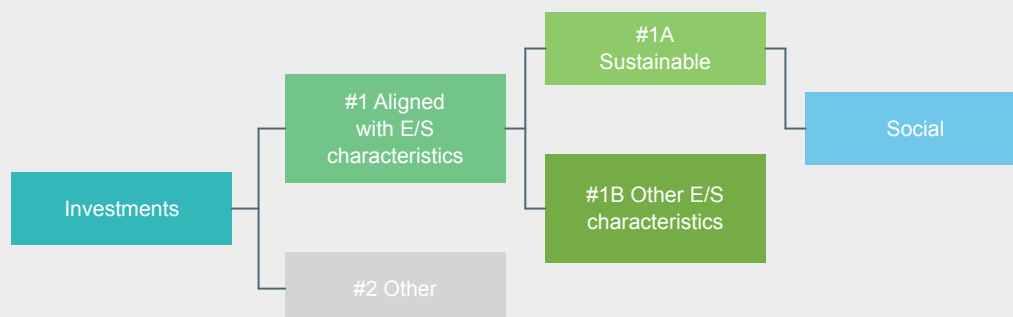 #1A
Sustainable
#1 Aligned
with E/S
characteristics
Social
Investments
#1B Other E/S
characteristics
#2 Other